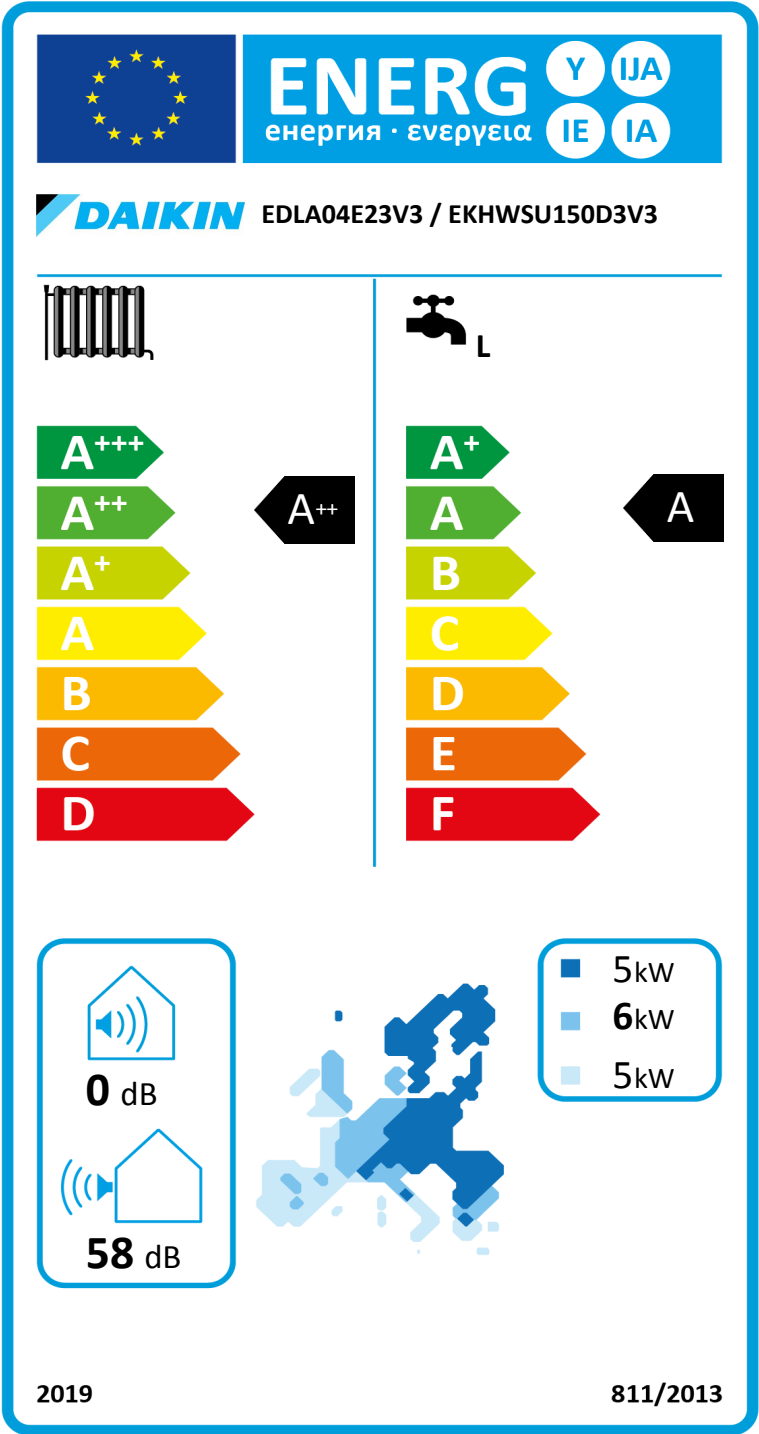 ENERG Y IJA
енергия · ενεργεια IE IA
DAIKIN EDLA04E23V3 / EKHWSU150D3V3
L
A+++
A++
A++
A+
A
B
C
D
A+
A
A
B
C
D
E
F
0 dB
58 dB
5kW
6kW
5kW
2019
811/2013